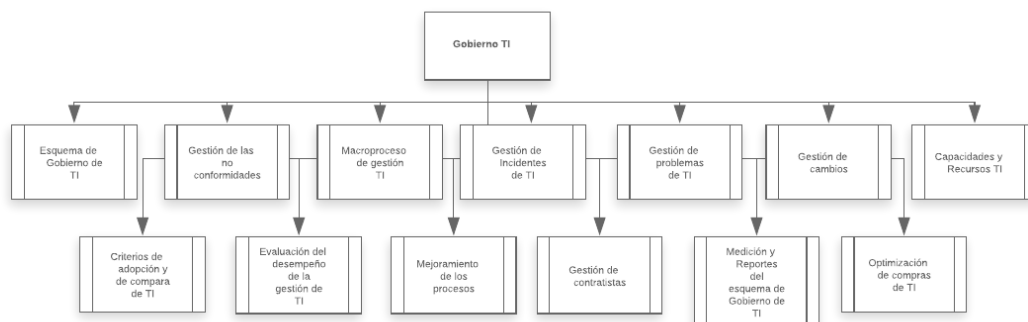 Gobierno TI
Esquema de
Gobierno de
TI
Gestión de las
no
conformidades
Macroproceso
de gestión
TI
Gestión de
Incidentes
de TI
Gestión de
problemas
de TI
Gestión de
cambios
Capacidades y
Recursos TI
Criterios de
adopción y
de compara
de TI
Evaluación del
desempeño
de la
gestión de
TI
Mejoramiento
de los
procesos
Gestión de
contratistas
Medición y
Reportes
del
esquema de
Gobierno de
TI
Optimización
de compras
de TI